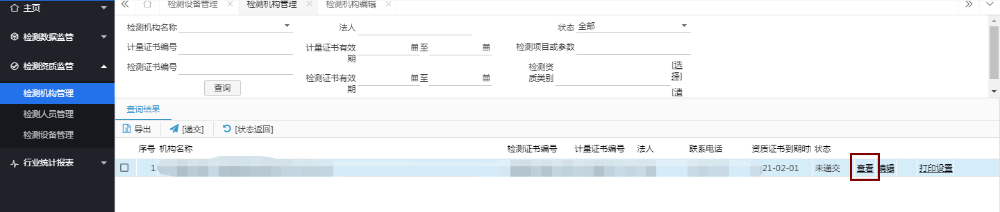 主页
检测数据监管
检测资质监管
检测机构管理
检测人员管理
检测设备管理
行业统计报表
检测设备管理 检测机构管理 检测机构编辑
检测机构名称 法人 状态 全部
计量证书编号 计量证书有效期 至 检测项目或参数
检测证书编号 检测证书有效期 至 检测资质类别 [选择]
查询
查询结果
导出 [递交] [状态返回]
序号 机构名称 检测证书编号 计量证书编号 法人 联系电话 资质证书到期时 状态
1 21-02-01 未递交 查看 编辑 打印设置